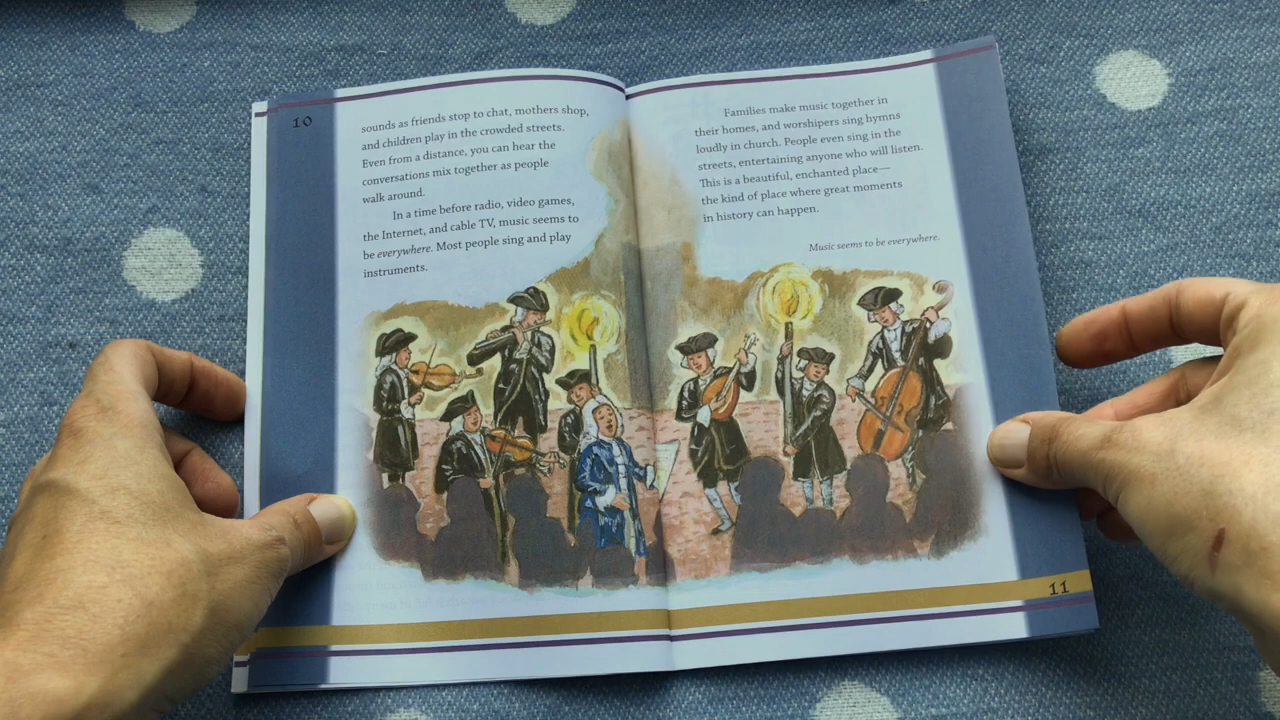 10
sounds as friends stop to chat, mothers shop,
and children play in the crowded streets.
Even from a distance, you can hear the
conversations mix together as people
walk around.
In a time before radio, video games,
the Internet, and cable TV, music seems to
be everywhere. Most people sing and play
instruments.
Families make music together in
their homes, and worshipers sing hymns
loudly in church. People even sing in the
streets, entertaining anyone who will listen.
This is a beautiful, enchanted place—
the kind of place where great moments
in history can happen.
Music seems to be everywhere.
11